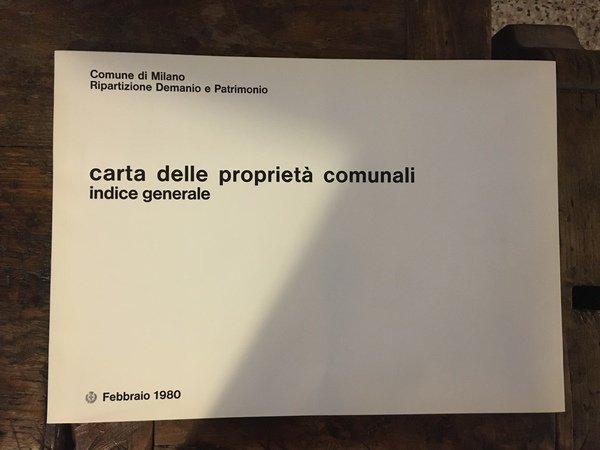 Comune di Milano
Ripartizione Demanio e Patrimonio
carta delle proprietà comunali
indice generale
Febbraio 1980